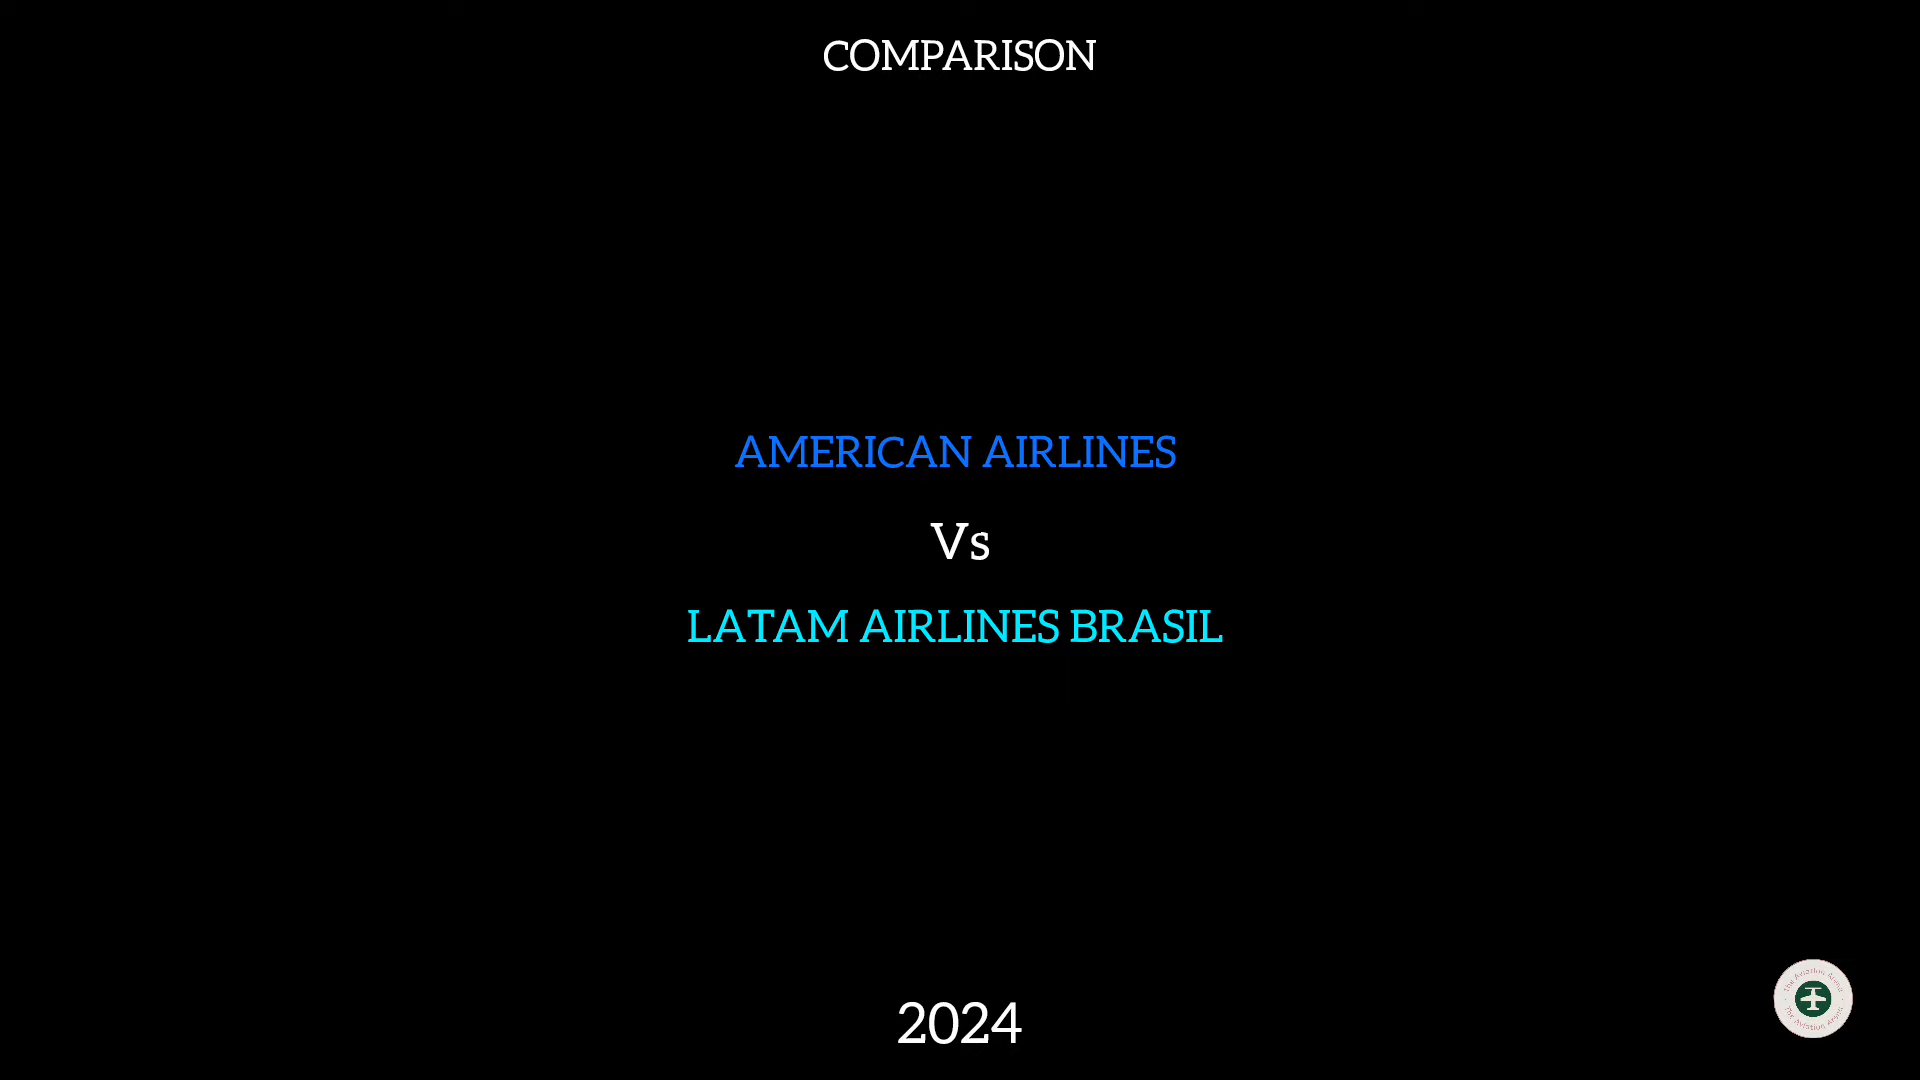 COMPARISON
AMERICAN AIRLINES
Vs
LATAM AIRLINES BRASIL
2024